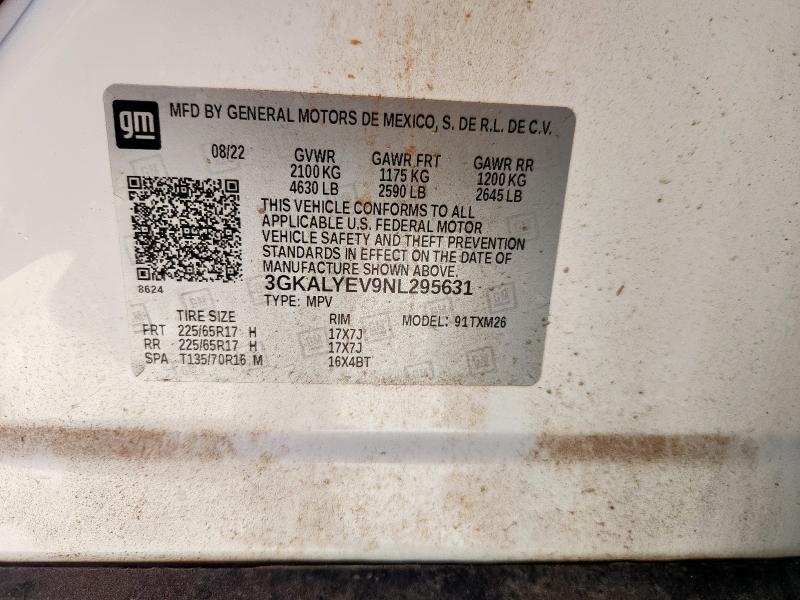 gm
MFD BY GENERAL MOTORS DE MEXICO, S. DE R.L. DE C.V.
08/22 GVWR GAWR FRT GAWR RR
2100 KG 1175 KG 1200 KG
4630 LB 2590 LB 2645 LB
THIS VEHICLE CONFORMS TO ALL
APPLICABLE U.S. FEDERAL MOTOR
VEHICLE SAFETY AND THEFT PREVENTION
STANDARDS IN EFFECT ON THE DATE OF
MANUFACTURE SHOWN ABOVE.
8624
3GKALYEV9NL295631
TYPE: MPV
TIRE SIZE RIM MODEL: 91TXM26
FRT 225/65R17 H 17X7J
RR 225/65R17 H 17X7J
SPA T135/70R16 M 16X4BT